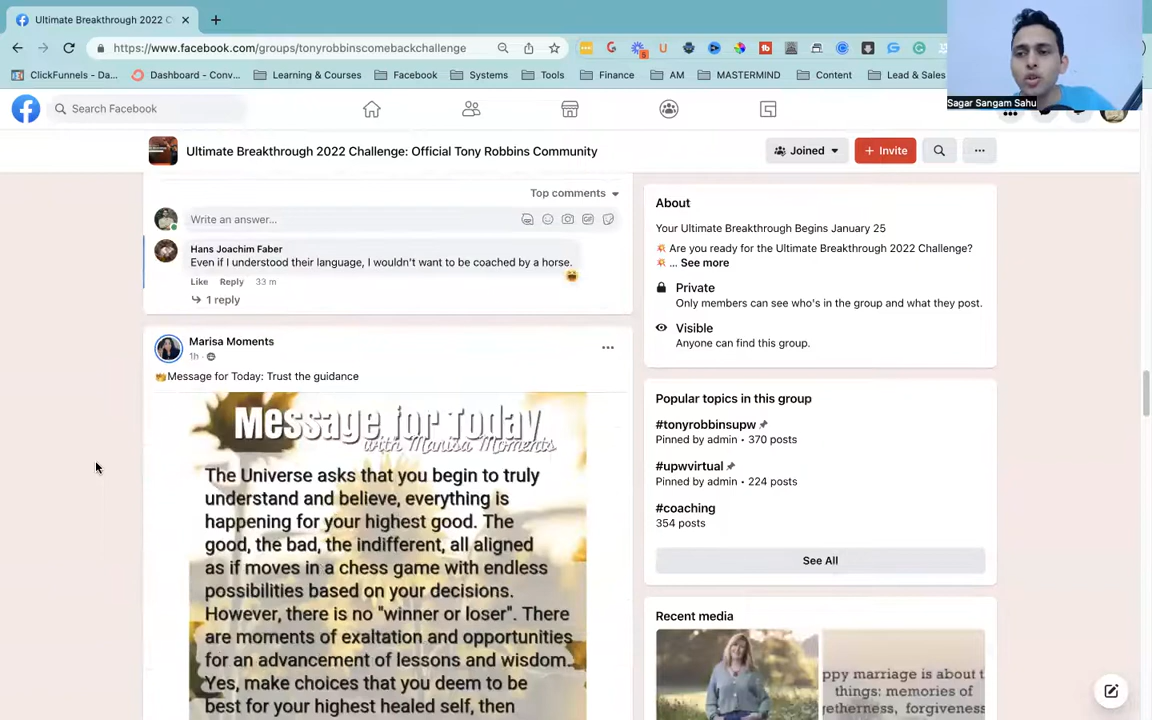 Ultimate Breakthrough 2022 C
https://www.facebook.com/groups/tonyrobbinscomebackchallenge
ClickFunnels - Da...
Dashboard - Conv...
Learning & Courses
Facebook
Systems
Tools
Finance
AM
MASTERMIND
Content
Lead & Sales
Sagar Sangam Sahu
Search Facebook
Ultimate Breakthrough 2022 Challenge: Official Tony Robbins Community
Joined
+ Invite
Top comments
Write an answer...
Hans Joachim Faber
Even if I understood their language, I wouldn't want to be coached by a horse.
Like Reply 33 m
1 reply
Marisa Moments
1h
Message for Today: Trust the guidance
Message for Today
with Marisa Moments
The Universe asks that you begin to truly
understand and believe, everything is
happening for your highest good. The
good, the bad, the indifferent, all aligned
as if moves in a chess game with endless
possibilities based on your decisions.
However, there is no "winner or loser". There
are moments of exaltation and opportunities
for an advancement of lessons and wisdom.
Yes, make choices that you deem to be
best for your highest healed self, then
About
Your Ultimate Breakthrough Begins January 25
💥 Are you ready for the Ultimate Breakthrough 2022 Challenge?
💥 ... See more
Private
Only members can see who's in the group and what they post.
Visible
Anyone can find this group.
Popular topics in this group
#tonyrobbinsupw
Pinned by admin • 370 posts
#upwvirtual
Pinned by admin • 224 posts
#coaching
354 posts
See All
Recent media
ppy marriage is about t
things: memories of
getherness, forgiveness